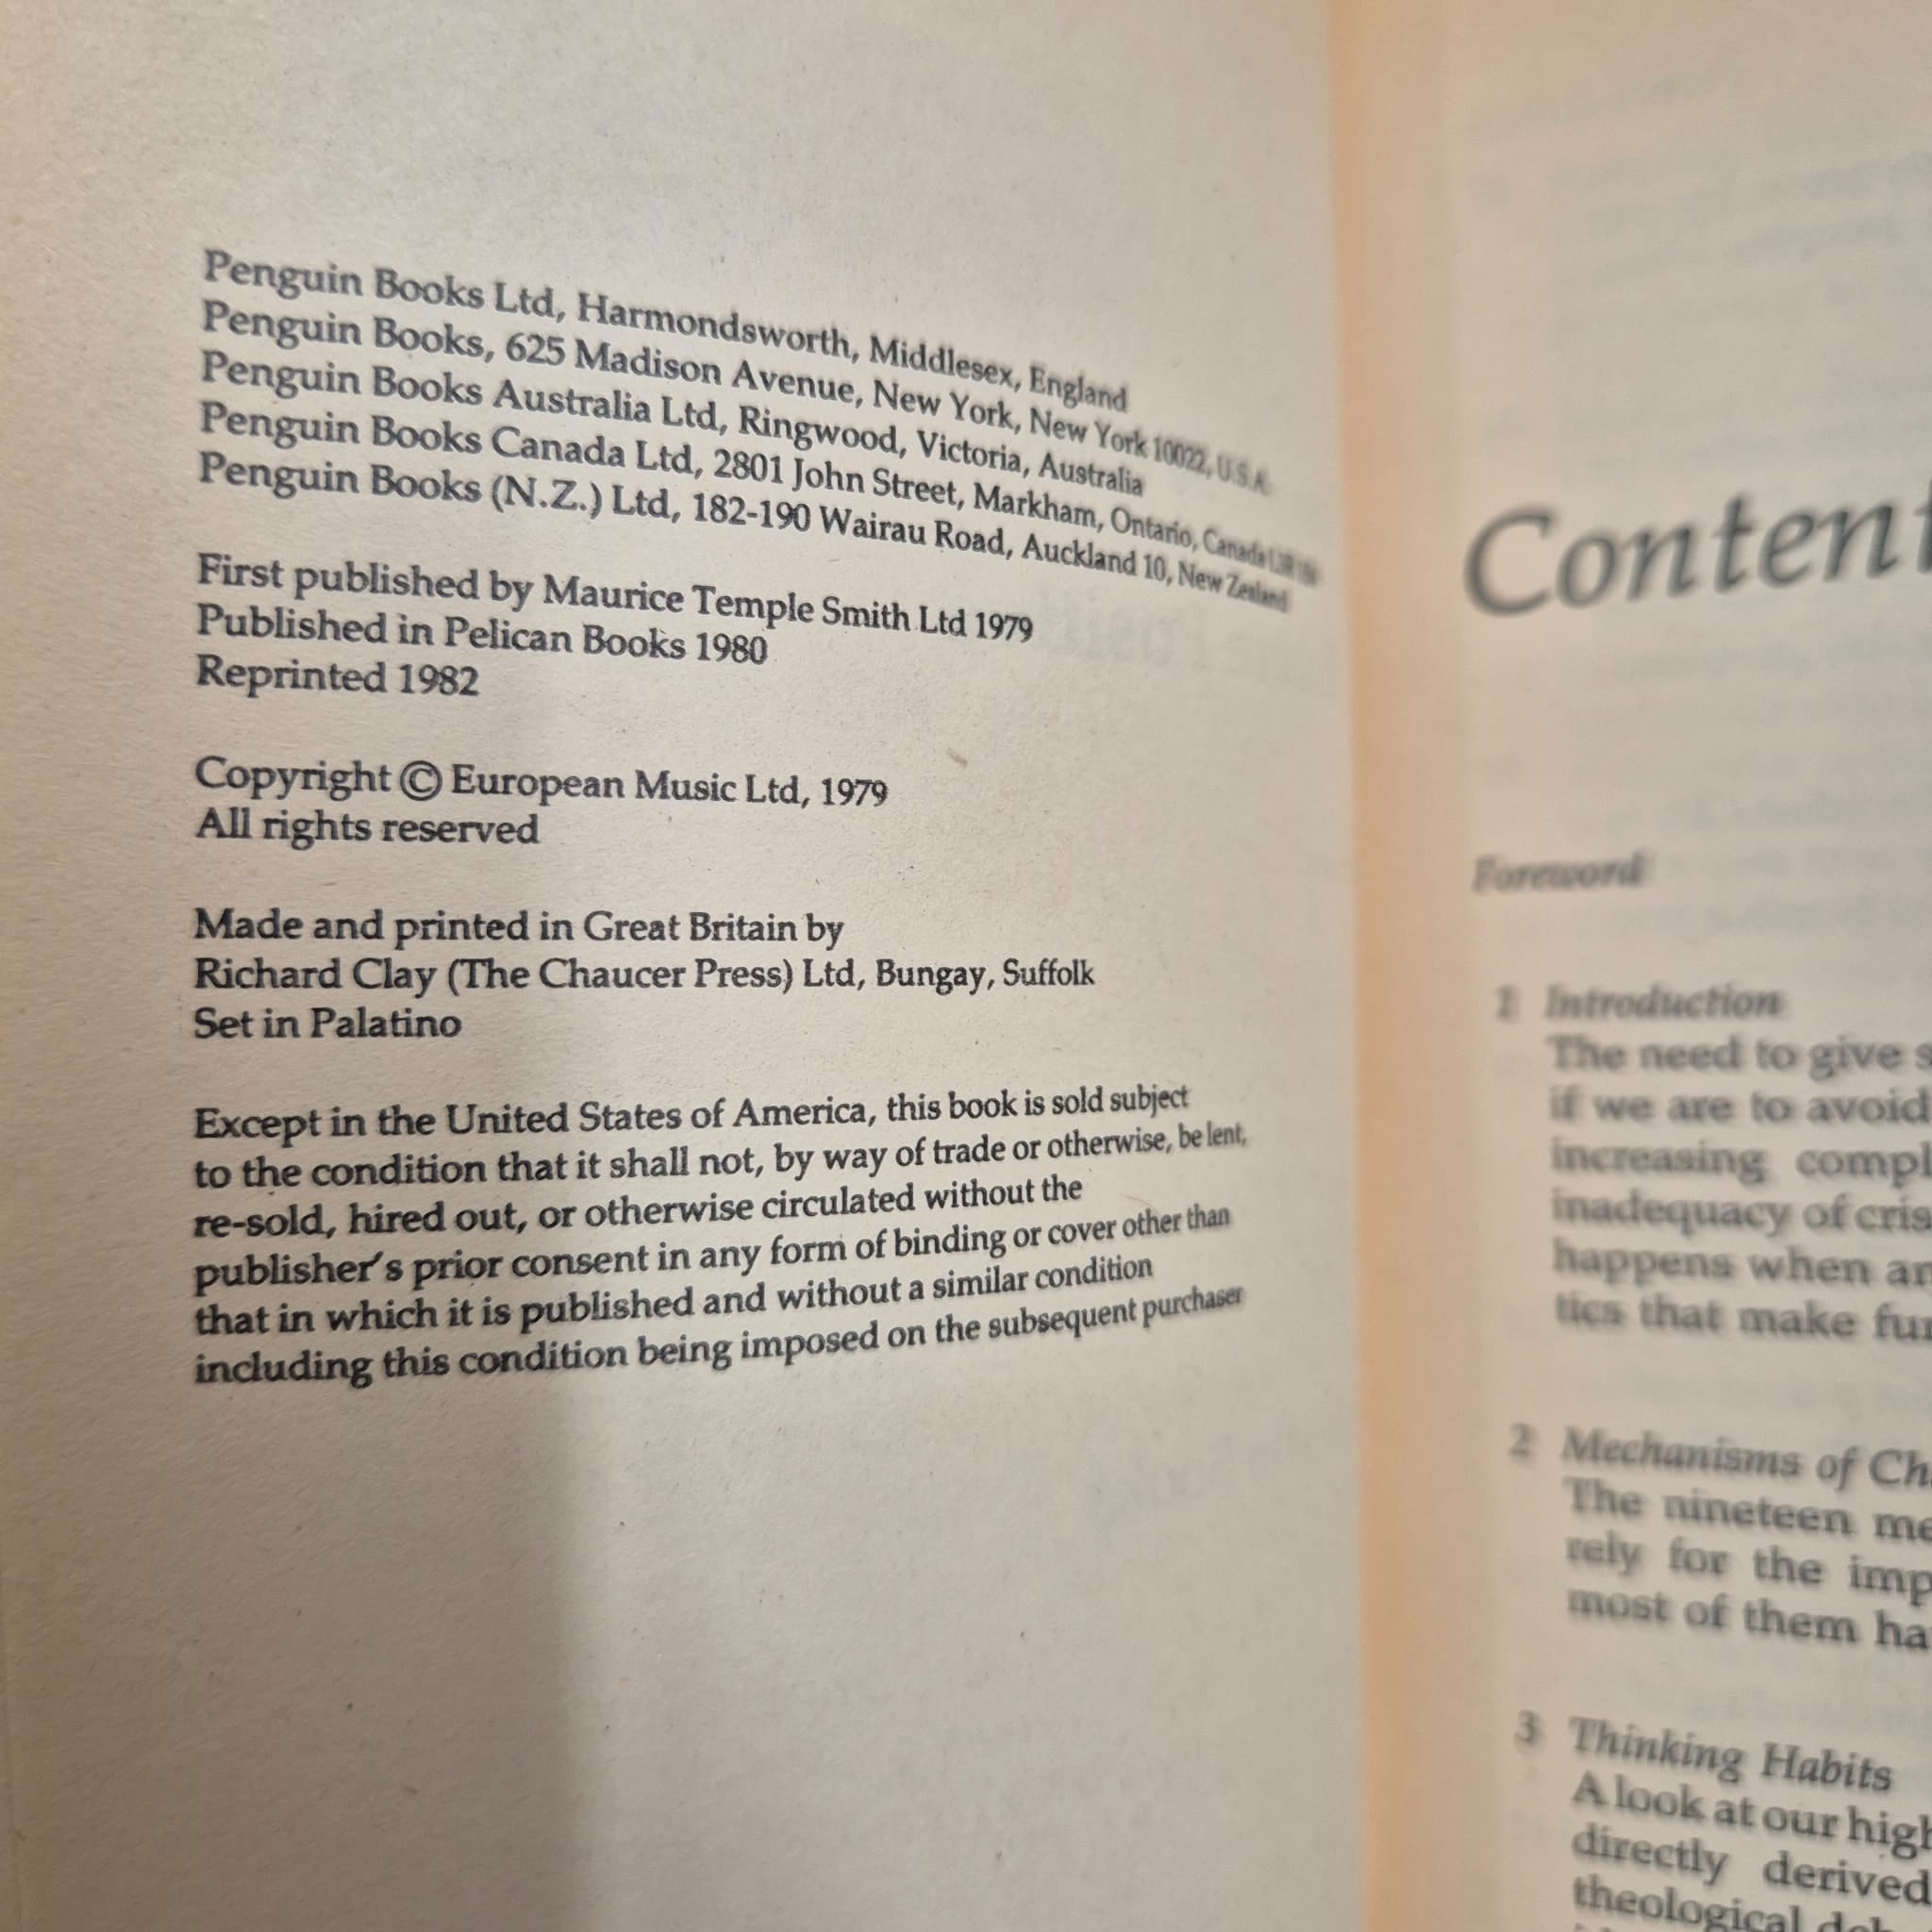 Penguin Books Ltd, Harmondsworth, Middlesex, England
Penguin Books, 625 Madison Avenue, New York, New York 10022, U.S.A.
Penguin Books Australia Ltd, Ringwood, Victoria, Australia
Penguin Books Canada Ltd, 2801 John Street, Markham, Ontario, Canada
Penguin Books (N.Z.) Ltd, 182-190 Wairau Road, Auckland 10, New Zealand
First published by Maurice Temple Smith Ltd 1979
Published in Pelican Books 1980
Reprinted 1982
Copyright © European Music Ltd, 1979
All rights reserved
Made and printed in Great Britain by
Richard Clay (The Chaucer Press) Ltd, Bungay, Suffolk
Set in Palatino
Except in the United States of America, this book is sold subject
to the condition that it shall not, by way of trade or otherwise, be lent,
re-sold, hired out, or otherwise circulated without the
publisher's prior consent in any form of binding or cover other than
that in which it is published and without a similar condition
including this condition being imposed on the subsequent purchaser
Content
Foreword
1 Introduction
The need to give s
if we are to avoid
increasing compl
inadequacy of cris
happens when an
tics that make fun
2 Mechanisms of Ch
The nineteen me
rely for the imp
most of them ha
3 Thinking Habits
A look at our high
directly derived
theological deb